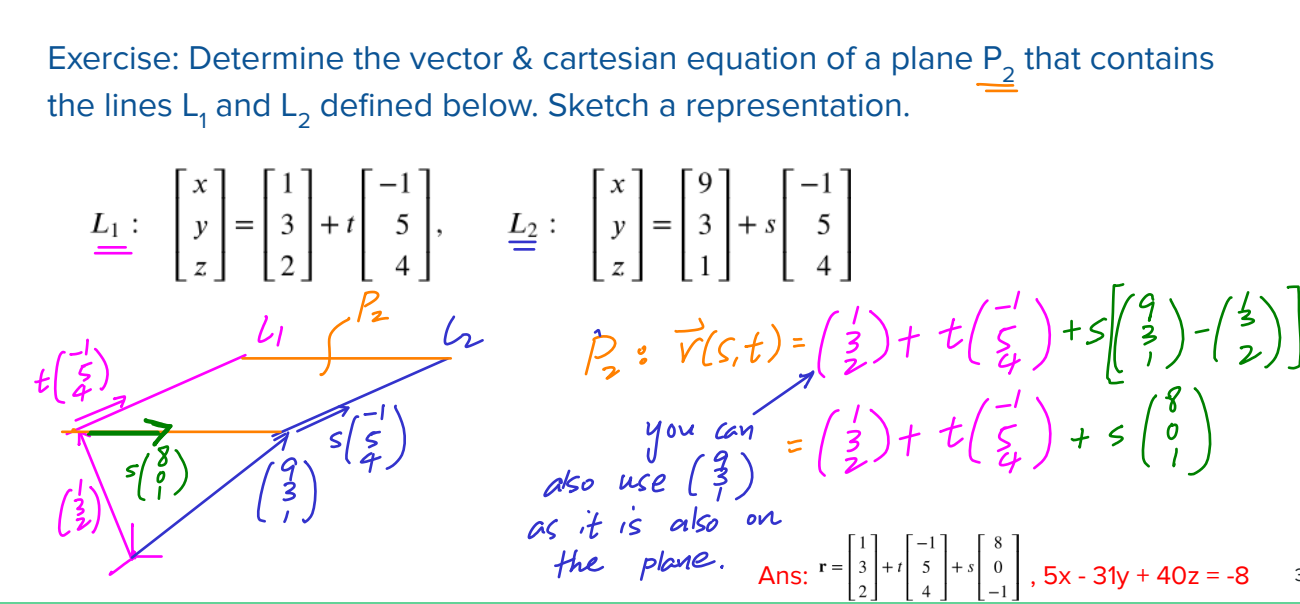 Exercise: Determine the vector & cartesian equation of a plane P₂ that contains
the lines L₁ and L₂ defined below. Sketch a representation.
L₁ : [x y z] = [1 3 2] + t [−1 5 4] , L₂ : [x y z] = [9 3 1] + s [−1 5 4]
P₂
L₁
L₂
t(−1 5 4)
s(8 0 1)
s(−1 5 4)
(1 3 2)
(9 3 1)
P₂ : r⃗(s,t) = (1 3 2) + t(−1 5 4) + s[(9 3 1) − (1 3 2)]
= (1 3 2) + t(−1 5 4) + s(8 0 1)
you can
also use (9 3 1)
as it is also on
the plane.
Ans: r = [1 3 2] + t [−1 5 4] + s [8 0 −1] , 5x - 31y + 40z = -8